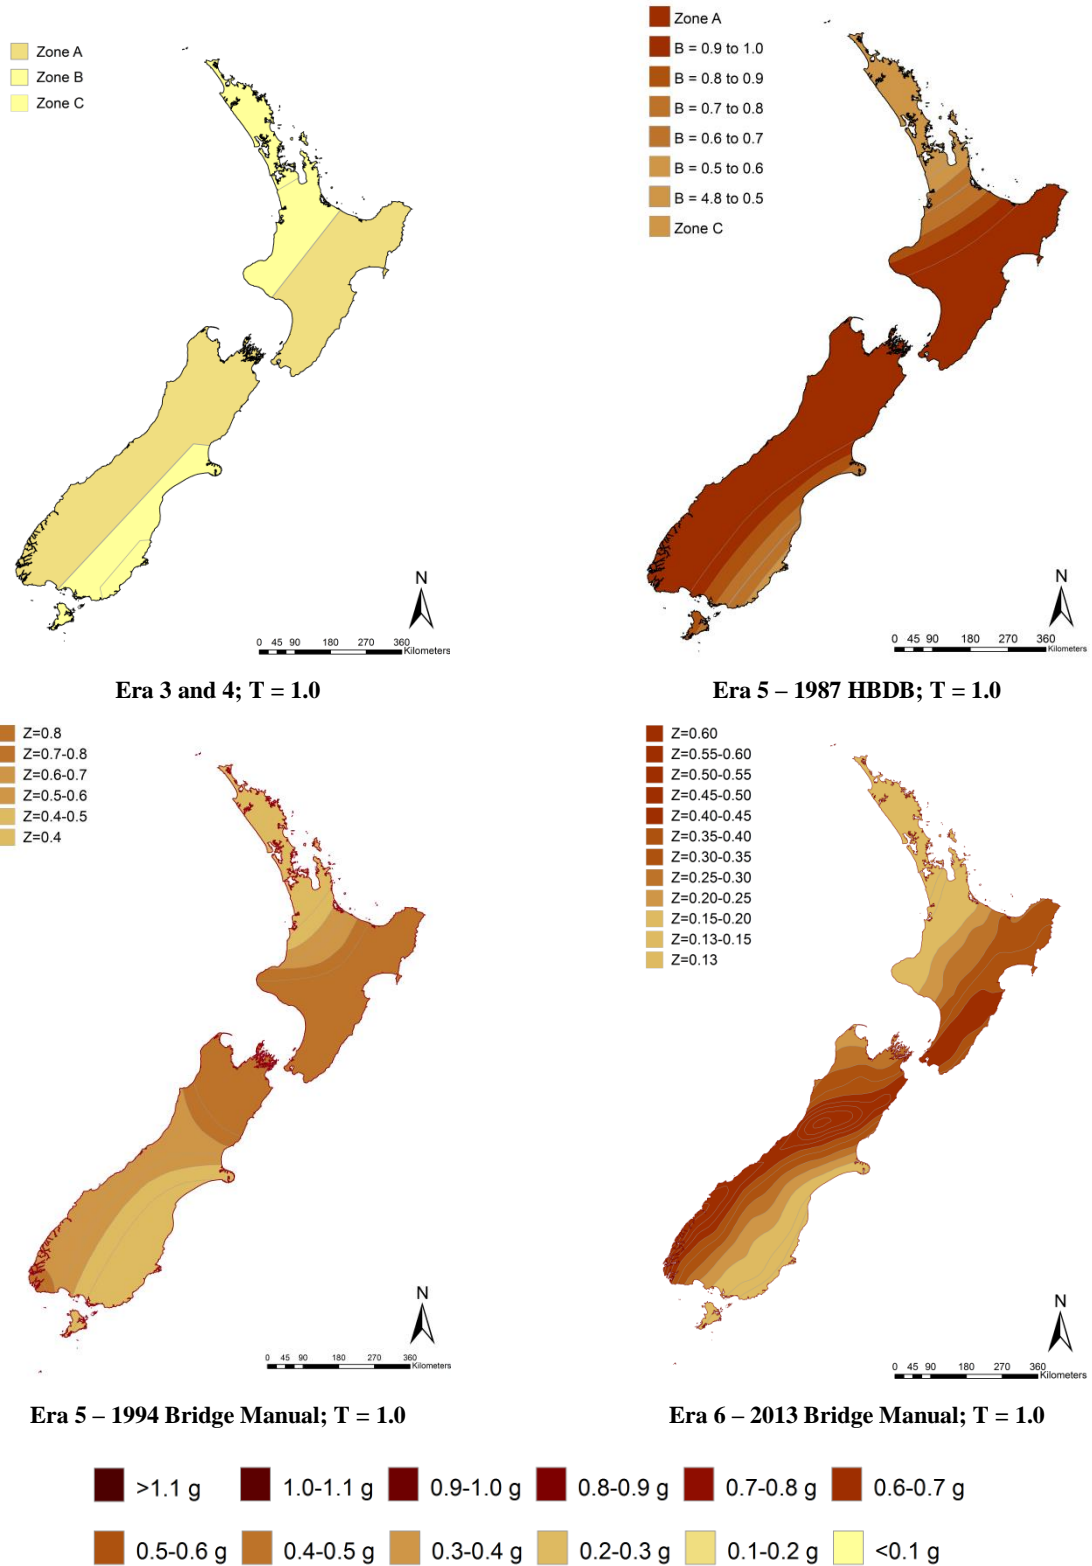 Zone A
Zone B
Zone C
N
0 45 90 180 270 360
Kilometers
Era 3 and 4; T = 1.0
Zone A
B = 0.9 to 1.0
B = 0.8 to 0.9
B = 0.7 to 0.8
B = 0.6 to 0.7
B = 0.5 to 0.6
B = 4.8 to 0.5
Zone C
N
0 45 90 180 270 360
Kilometers
Era 5 – 1987 HBDB; T = 1.0
Z=0.8
Z=0.7-0.8
Z=0.6-0.7
Z=0.5-0.6
Z=0.4-0.5
Z=0.4
N
0 45 90 180 270 360
Kilometers
Era 5 – 1994 Bridge Manual; T = 1.0
Z=0.60
Z=0.55-0.60
Z=0.50-0.55
Z=0.45-0.50
Z=0.40-0.45
Z=0.35-0.40
Z=0.30-0.35
Z=0.25-0.30
Z=0.20-0.25
Z=0.15-0.20
Z=0.13-0.15
Z=0.13
N
0 45 90 180 270 360
Kilometers
Era 6 – 2013 Bridge Manual; T = 1.0
>1.1 g 1.0-1.1 g 0.9-1.0 g 0.8-0.9 g 0.7-0.8 g 0.6-0.7 g
0.5-0.6 g 0.4-0.5 g 0.3-0.4 g 0.2-0.3 g 0.1-0.2 g <0.1 g